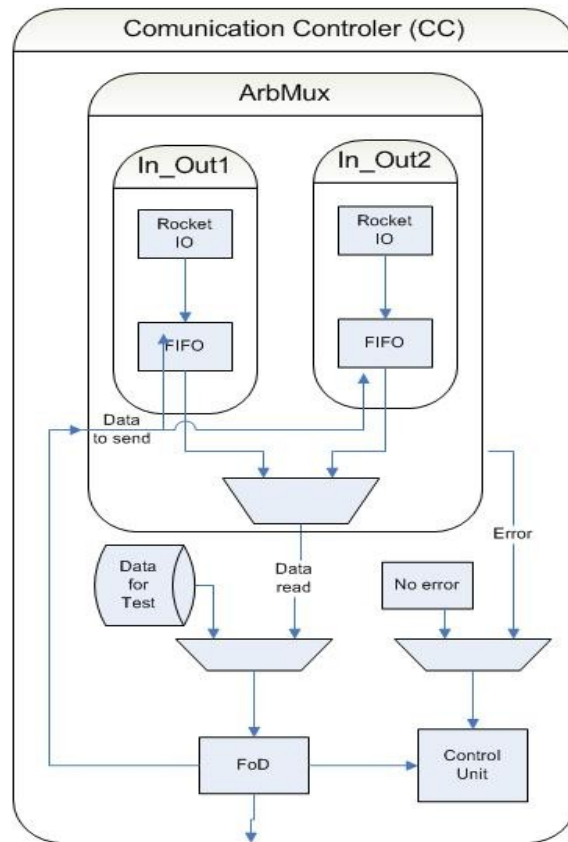 Comunication Controler (CC)
ArbMux
In_Out1
In_Out2
Rocket
IO
Rocket
IO
FIFO
FIFO
Data
to send
Error
Data
for
Test
Data
read
No error
FoD
Control
Unit